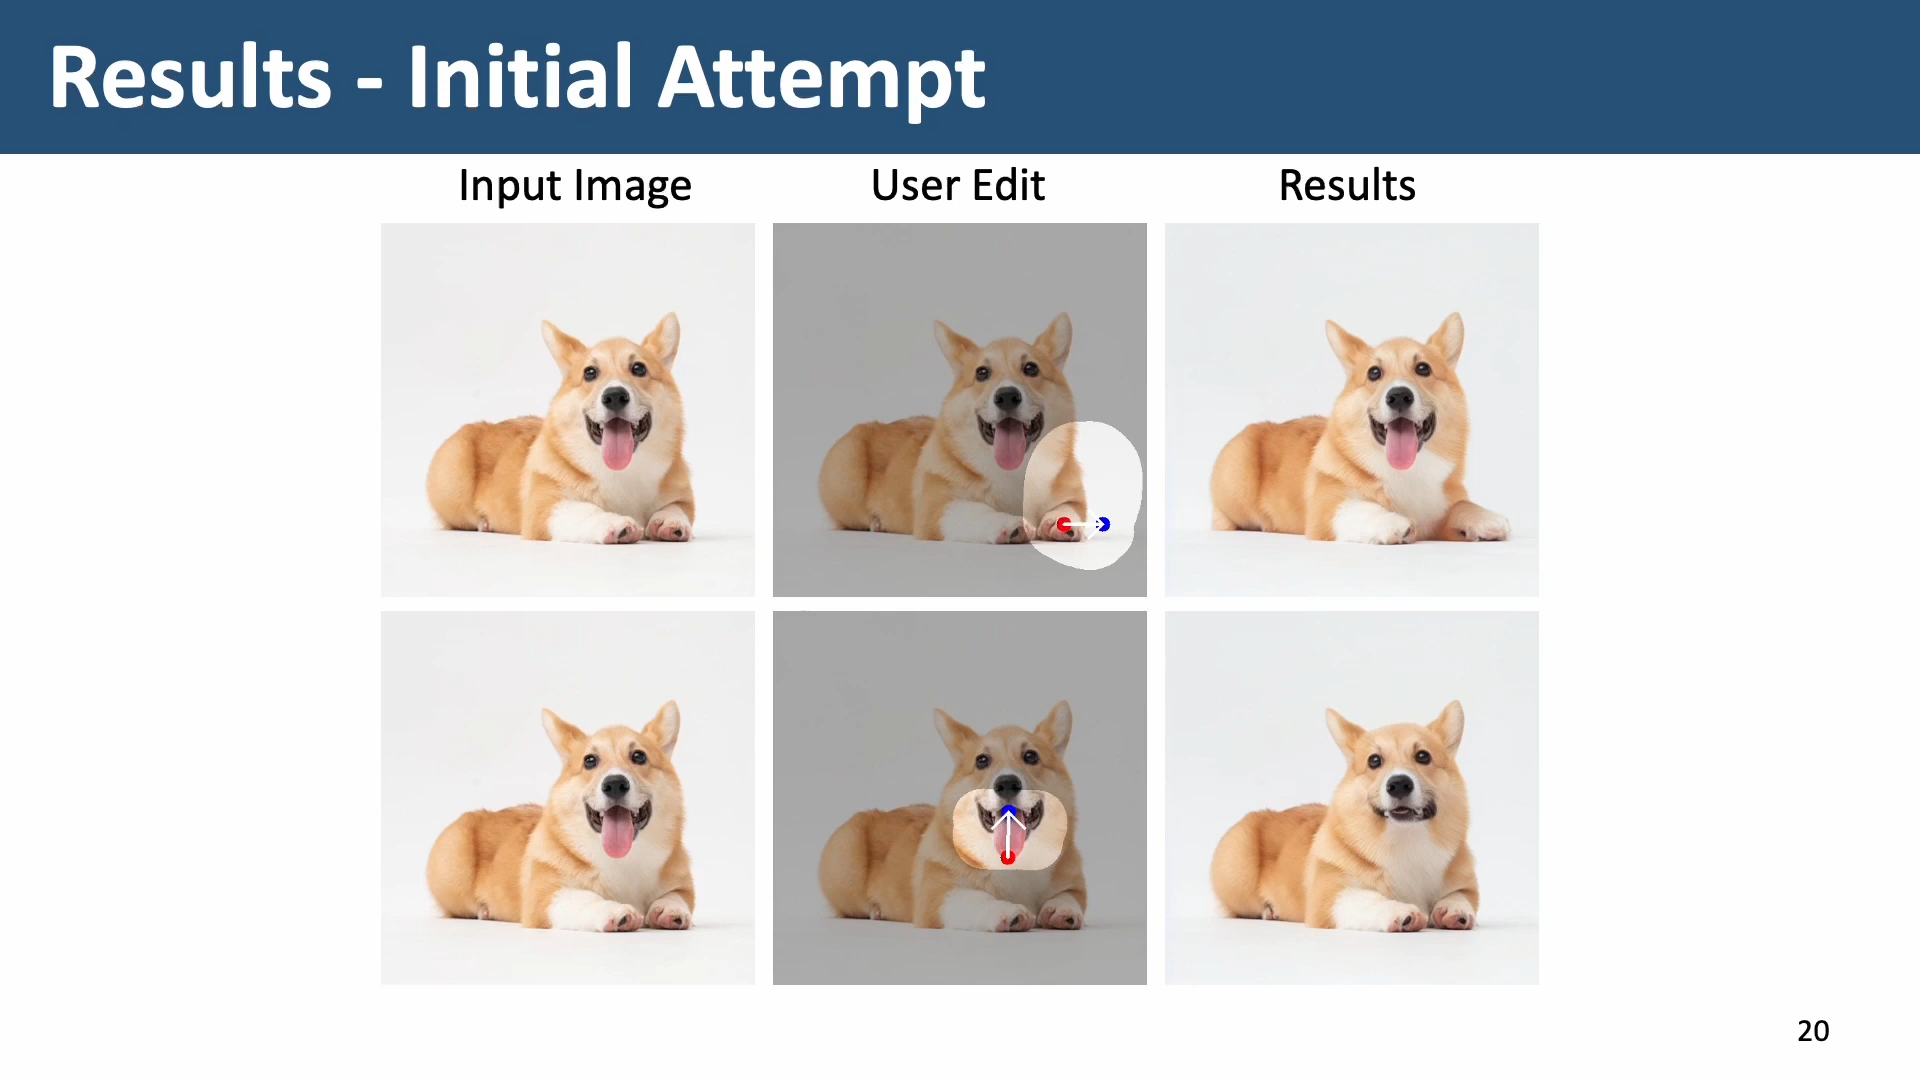 Results - Initial Attempt
Input Image
User Edit
Results
20